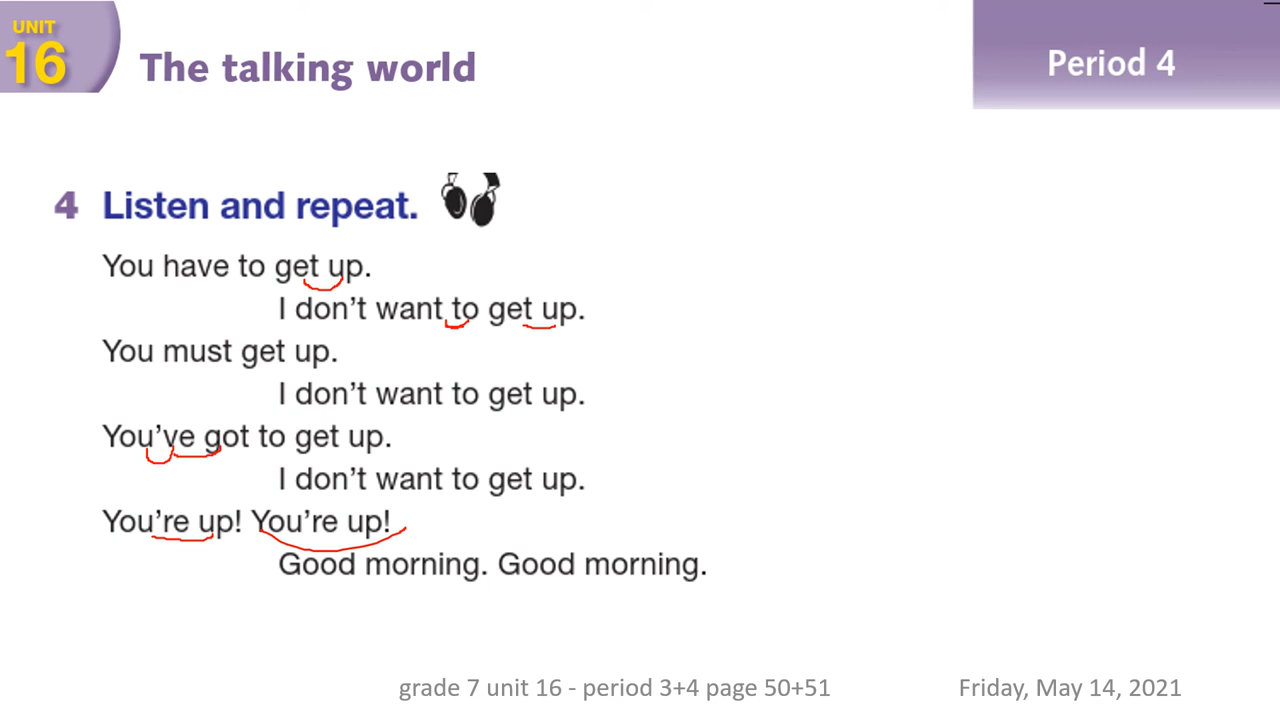 UNIT
16
The talking world
Period 4
4 Listen and repeat.
You have to get up.
I don't want to get up.
You must get up.
I don't want to get up.
You've got to get up.
I don't want to get up.
You're up! You're up!
Good morning. Good morning.
grade 7 unit 16 - period 3+4 page 50+51
Friday, May 14, 2021